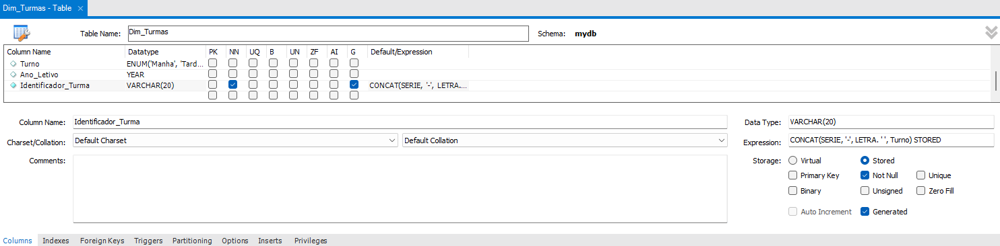 Dim_Turmas - Table ×
Table Name: Dim_Turmas Schema: mydb
Column Name Datatype PK NN UQ B UN ZF AI G Default/Expression
Turno ENUM('Manha', 'Tard...
Ano_Letivo YEAR
Identificador_Turma VARCHAR(20) CONCAT(SERIE, '-', LETRA....
Column Name: Identificador_Turma Data Type: VARCHAR(20)
Charset/Collation: Default Charset Default Collation Expression: CONCAT(SERIE, '-', LETRA. ' ', Turno) STORED
Comments: Storage: Virtual Stored
Primary Key Not Null Unique
Binary Unsigned Zero Fill
Auto Increment Generated
Columns Indexes Foreign Keys Triggers Partitioning Options Inserts Privileges